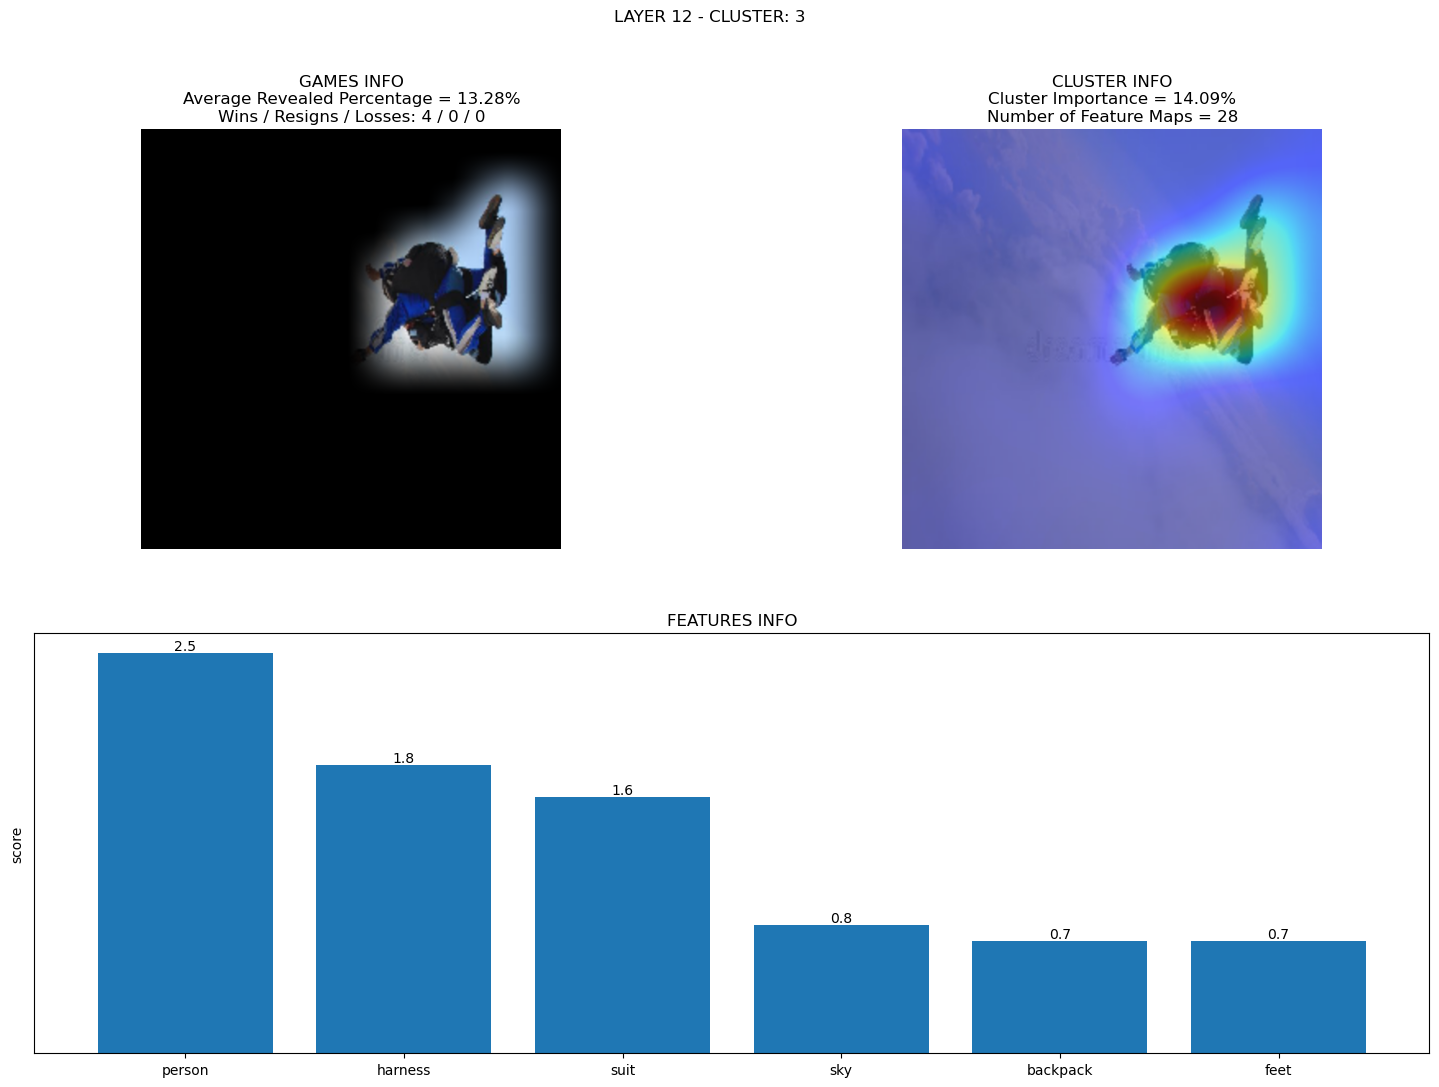 LAYER 12 - CLUSTER: 3
GAMES INFO
Average Revealed Percentage = 13.28%
Wins / Resigns / Losses: 4 / 0 / 0
CLUSTER INFO
Cluster Importance = 14.09%
Number of Feature Maps = 28
FEATURES INFO
score
2.5
1.8
1.6
0.8
0.7
0.7
person
harness
suit
sky
backpack
feet